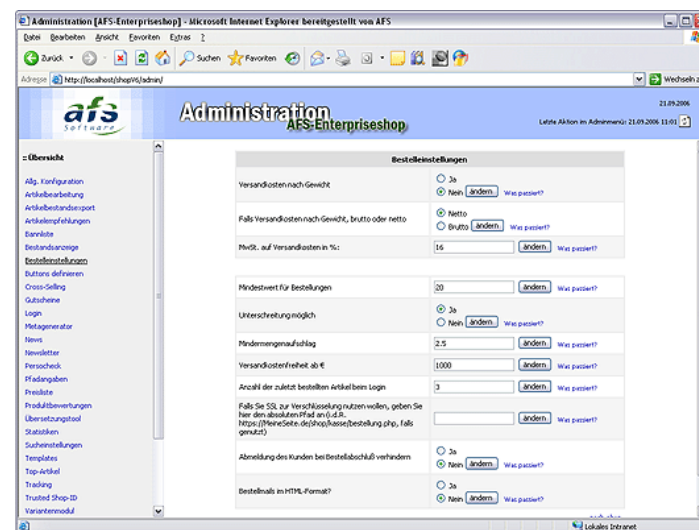 Administration [AFS-Enterpriseshop] - Microsoft Internet Explorer bereitgestellt von AFS
Datei Bearbeiten Ansicht Favoriten Extras ?
Zurück Suchen Favoriten
Adresse http://localhost/shopV6/admin/ Wechseln z
afs
Software
Administration
AFS-Enterpriseshop
21.09.2006
Letzte Aktion im Adminmenü: 21.09.2006 11:01
:: Übersicht
Allg. Konfiguration
Artikelbearbeitung
Artikelbestandsexport
Artikelempfehlungen
Bannliste
Bestandsanzeige
Bestelleinstellungen
Buttons definieren
Cross-Selling
Gutscheine
Login
Metagenerator
News
Newsletter
Persocheck
Pfadangaben
Preisliste
Produktbewertungen
Übersetzungstool
Statistiken
Sucheinstellungen
Templates
Top-Artikel
Tracking
Trusted Shop-ID
Variantenmodul
Bestelleinstellungen
Versandkosten nach Gewicht
Ja
Nein ändern Was passiert?
Falls Versandkosten nach Gewicht, brutto oder netto
Netto
Brutto ändern Was passiert?
MwSt. auf Versandkosten in %: 16 ändern Was passiert?
Mindestwert für Bestellungen 20 ändern Was passiert?
Unterschreitung möglich
Ja
Nein ändern Was passiert?
Mindermengenaufschlag 2.5 ändern Was passiert?
Versandkostenfreiheit ab € 1000 ändern Was passiert?
Anzahl der zuletzt bestellten Artikel beim Login 3 ändern Was passiert?
Falls Sie SSL zur Verschlüsselung nutzen wollen, geben Sie
hier den absoluten Pfad an (i.d.R.
https://MeineSeite.de/shop/kasse/bestellung.php, falls
genutzt)
ändern Was passiert?
Abmeldung des Kunden bei Bestellabschluß verhindern
Ja
Nein ändern Was passiert?
Bestellmails im HTML-Format?
Ja
Nein ändern Was passiert?
Lokales Intranet